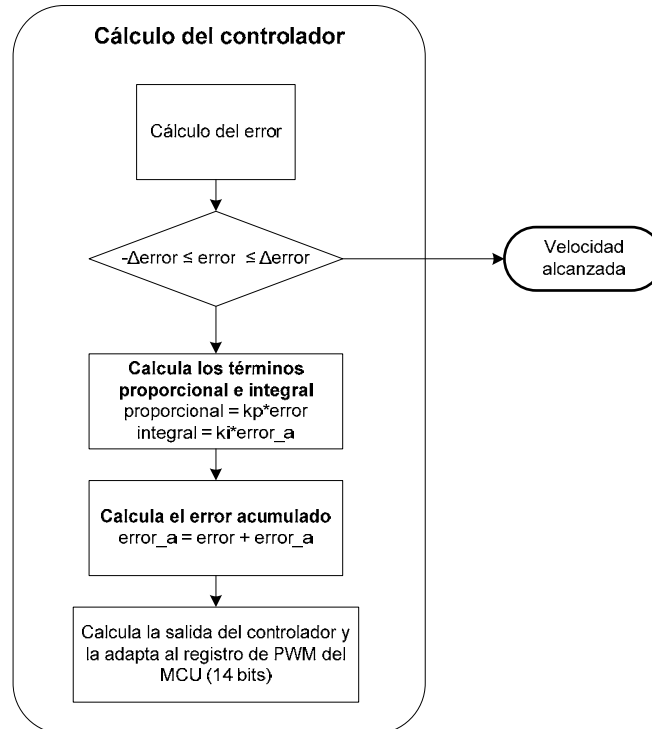 Cálculo del controlador
Cálculo del error
-Δerror ≤ error ≤ Δerror
Velocidad
alcanzada
Calcula los términos
proporcional e integral
proporcional = kp*error
integral = ki*error_a
Calcula el error acumulado
error_a = error + error_a
Calcula la salida del controlador y
la adapta al registro de PWM del
MCU (14 bits)